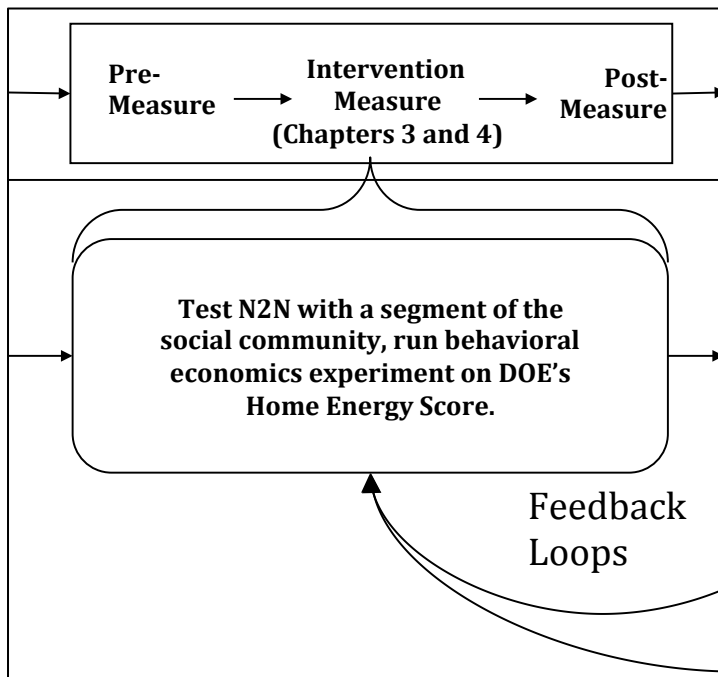 Pre-
Measure
Intervention
Measure
(Chapters 3 and 4)
Post-
Measure
Test N2N with a segment of the
social community, run behavioral
economics experiment on DOE’s
Home Energy Score.
Feedback
Loops